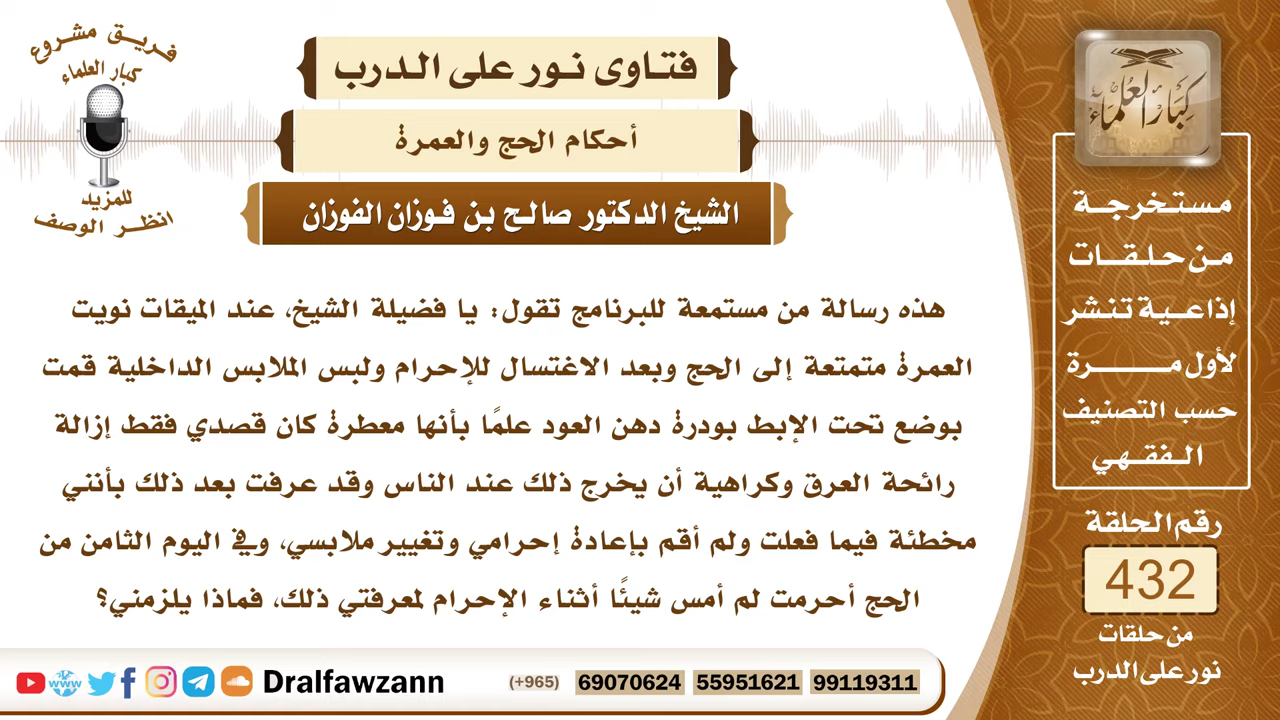 فتاوى نور على الدرب
أحكام الحج والعمرة
الشيخ الدكتور صالح بن فوزان الفوزان
هذه رسالة من مستمعة للبرنامج تقول: يا فضيلة الشيخ، عند الميقات نويت
العمرة متمتعة إلى الحج وبعد الاغتسال للإحرام ولبس الملابس الداخلية قمت
بوضع تحت الإبط بودرة دهن العود علمًا بأنها معطرة كان قصدي فقط إزالة
رائحة العرق وكراهية أن يخرج ذلك عند الناس وقد عرفت بعد ذلك بأنني
مخطئة فيما فعلت ولم أقم بإعادة إحرامي وتغيير ملابسي، وفي اليوم الثامن من
الحج أحرمت لم أمس شيئًا أثناء الإحرام لمعرفتي ذلك، فماذا يلزمني؟
كبار العلماء
مستخرجة
من حلقات
إذاعية تنشر
لأول مرة
حسب التصنيف
الفقهي
رقم الحلقة
432
من حلقات
نور على الدرب
فريق مشروع
كبار العلماء
للمزيد
انظر الوصف
www Dralfawzann (+965) 69070624 55951621 99119311